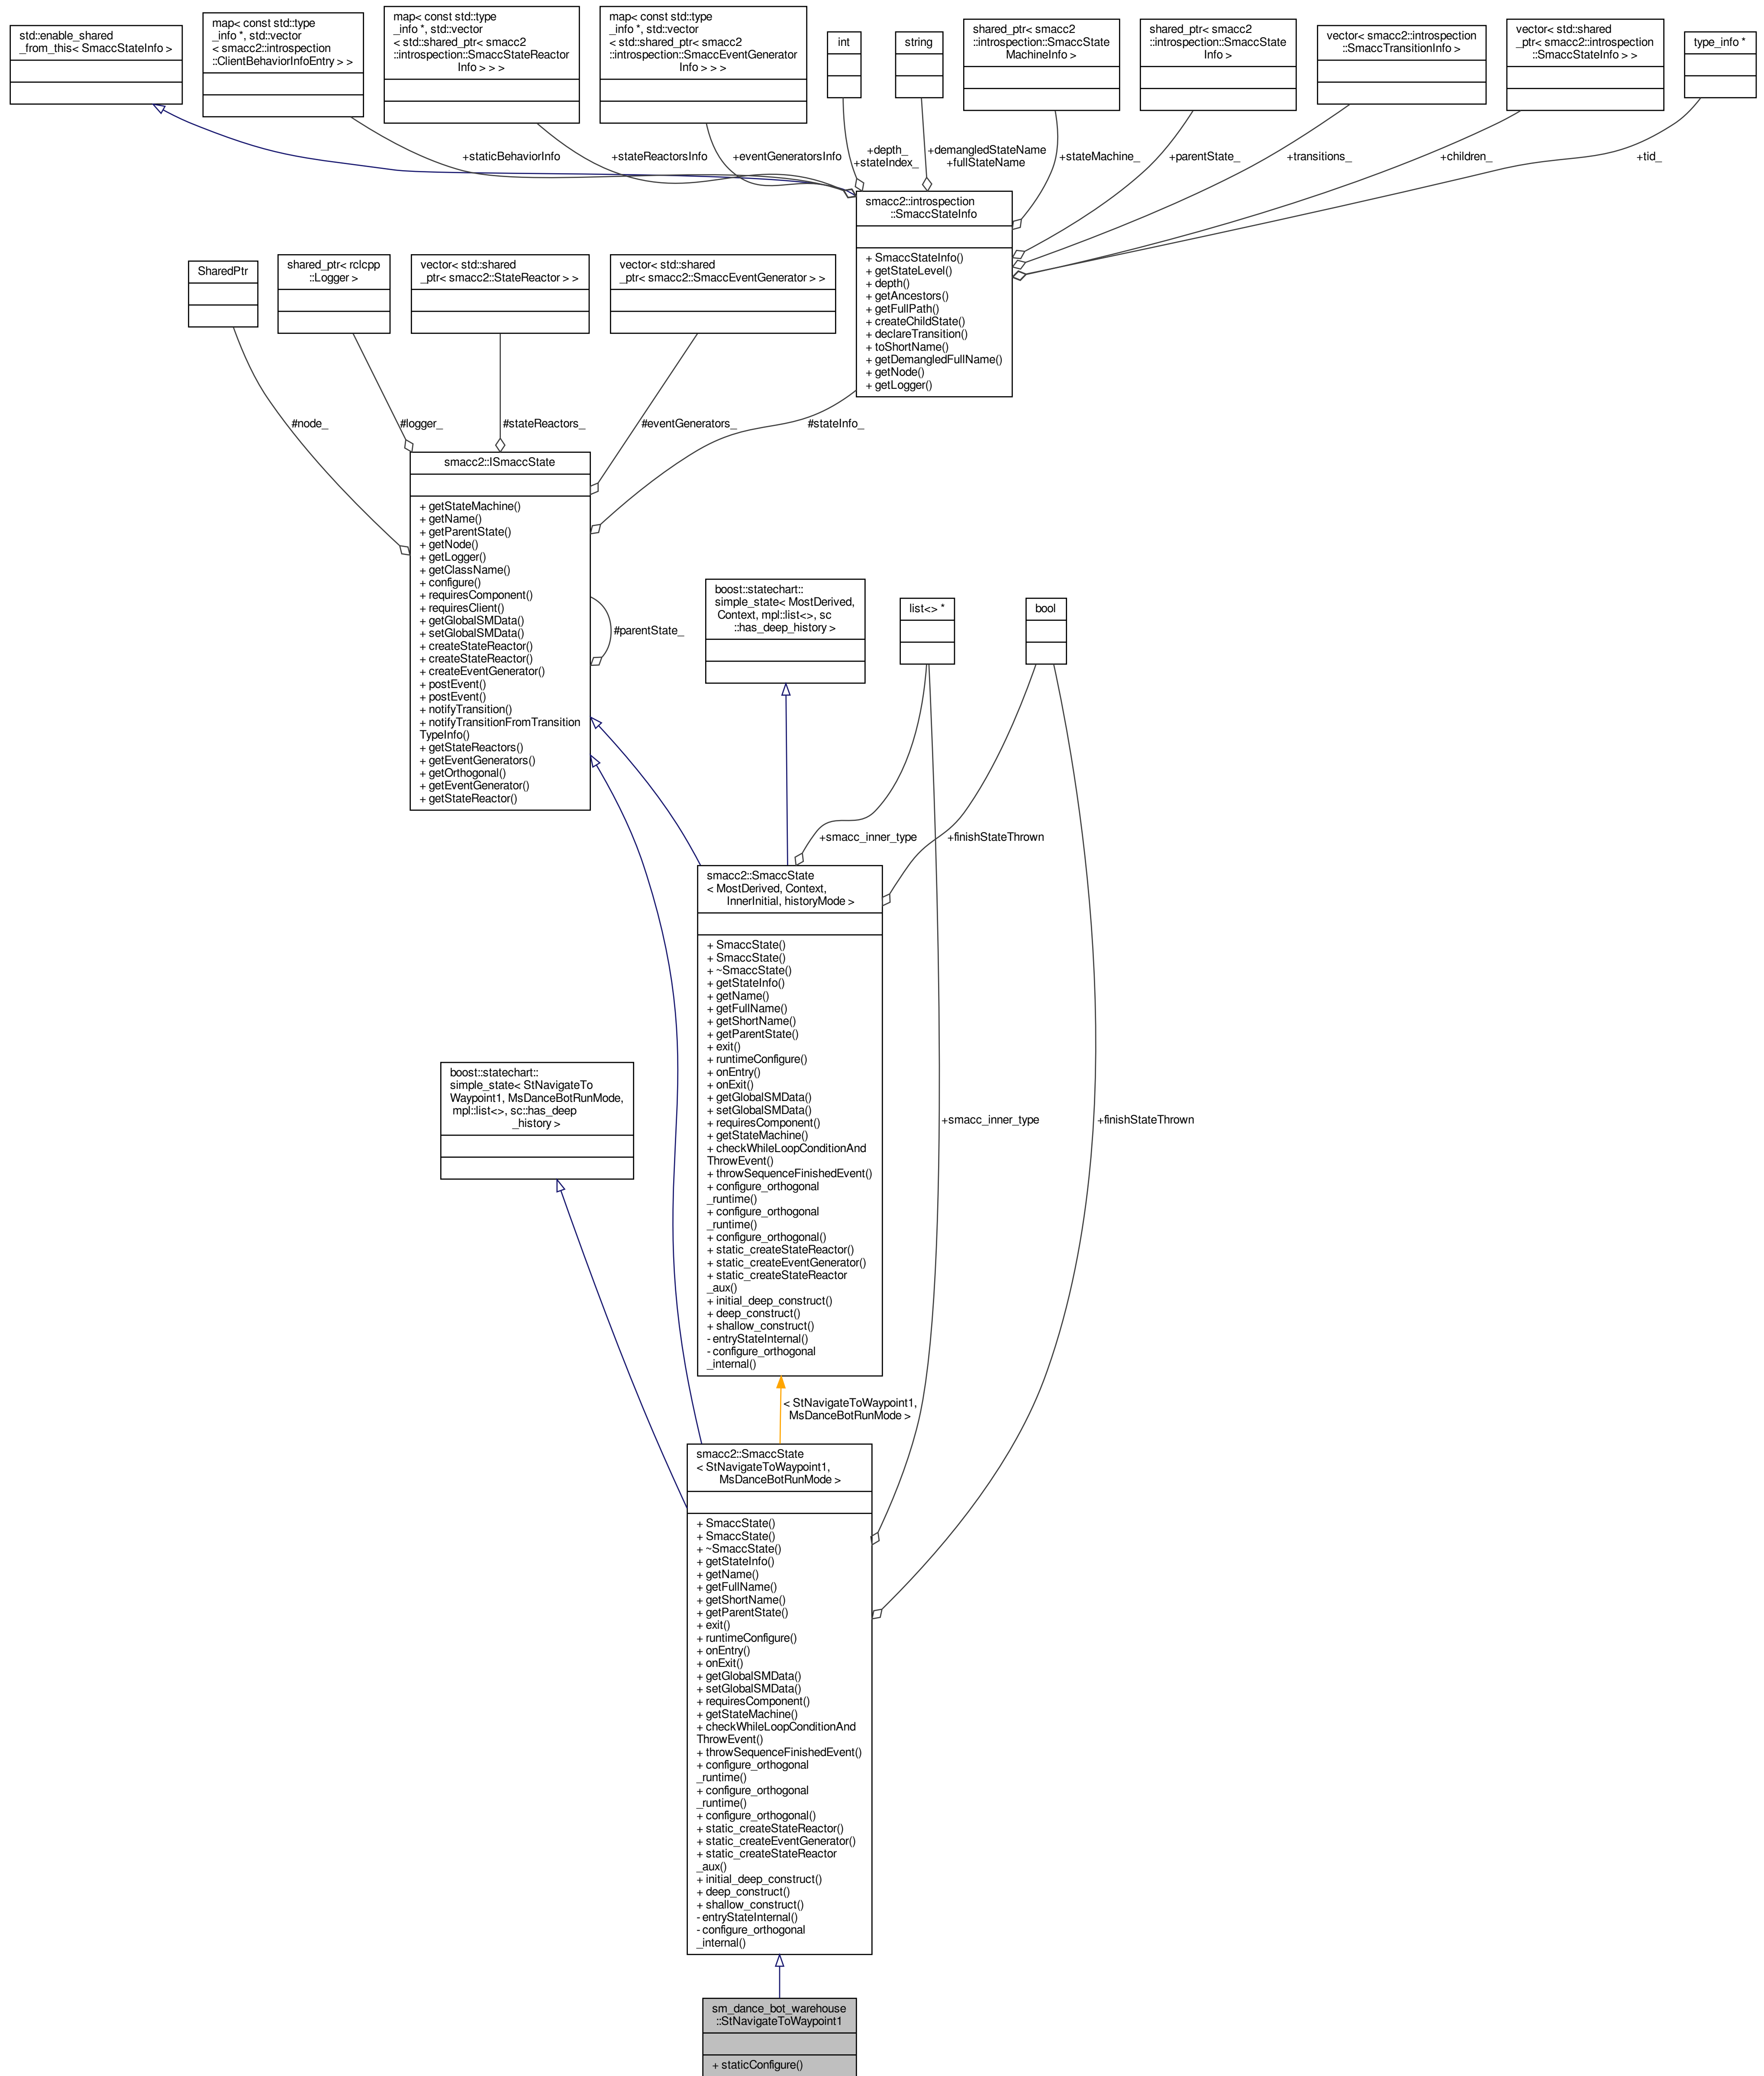 std::enable_shared
_from_this< SmaccStateInfo >
map< const std::type
_info *, std::vector
< smacc2::introspection
::ClientBehaviorInfoEntry > >
map< const std::type
_info *, std::vector
< std::shared_ptr< smacc2
::introspection::SmaccStateReactor
Info > > >
map< const std::type
_info *, std::vector
< std::shared_ptr< smacc2
::introspection::SmaccEventGenerator
Info > > >
int
string
shared_ptr< smacc2
::introspection::SmaccState
MachineInfo >
shared_ptr< smacc2
::introspection::SmaccState
Info >
vector< smacc2::introspection
::SmaccTransitionInfo >
vector< std::shared
_ptr< smacc2::introspection
::SmaccStateInfo > >
type_info *
+staticBehaviorInfo
+stateReactorsInfo
+eventGeneratorsInfo
+depth_
+stateIndex_
+demangledStateName
+fullStateName
+stateMachine_
+parentState_
+transitions_
+children_
+tid_
smacc2::introspection
::SmaccStateInfo
+ SmaccStateInfo()
+ getStateLevel()
+ depth()
+ getAncestors()
+ getFullPath()
+ createChildState()
+ declareTransition()
+ toShortName()
+ getDemangledFullName()
+ getNode()
+ getLogger()
SharedPtr
shared_ptr< rclcpp
::Logger >
vector< std::shared
_ptr< smacc2::StateReactor > >
vector< std::shared
_ptr< smacc2::SmaccEventGenerator > >
#node_
#logger_
#stateReactors_
#eventGenerators_
#stateInfo_
smacc2::ISmaccState
+ getStateMachine()
+ getName()
+ getParentState()
+ getNode()
+ getLogger()
+ getClassName()
+ configure()
+ requiresComponent()
+ requiresClient()
+ getGlobalSMData()
+ setGlobalSMData()
+ createStateReactor()
+ createStateReactor()
+ createEventGenerator()
+ postEvent()
+ postEvent()
+ notifyTransition()
+ notifyTransitionFromTransition
TypeInfo()
+ getStateReactors()
+ getEventGenerators()
+ getOrthogonal()
+ getEventGenerator()
+ getStateReactor()
#parentState_
boost::statechart::
simple_state< MostDerived,
Context, mpl::list<>, sc
::has_deep_history >
list<> *
bool
+smacc_inner_type
+finishStateThrown
smacc2::SmaccState
< MostDerived, Context,
InnerInitial, historyMode >
+ SmaccState()
+ SmaccState()
+ ~SmaccState()
+ getStateInfo()
+ getName()
+ getFullName()
+ getShortName()
+ getParentState()
+ exit()
+ runtimeConfigure()
+ onEntry()
+ onExit()
+ getGlobalSMData()
+ setGlobalSMData()
+ requiresComponent()
+ getStateMachine()
+ checkWhileLoopConditionAnd
ThrowEvent()
+ throwSequenceFinishedEvent()
+ configure_orthogonal
_runtime()
+ configure_orthogonal
_runtime()
+ configure_orthogonal()
+ static_createStateReactor()
+ static_createEventGenerator()
+ static_createStateReactor
_aux()
+ initial_deep_construct()
+ deep_construct()
+ shallow_construct()
- entryStateInternal()
- configure_orthogonal
_internal()
boost::statechart::
simple_state< StNavigateTo
Waypoint1, MsDanceBotRunMode,
mpl::list<>, sc::has_deep
_history >
+smacc_inner_type
+finishStateThrown
< StNavigateToWaypoint1,
MsDanceBotRunMode >
smacc2::SmaccState
< StNavigateToWaypoint1,
MsDanceBotRunMode >
+ SmaccState()
+ SmaccState()
+ ~SmaccState()
+ getStateInfo()
+ getName()
+ getFullName()
+ getShortName()
+ getParentState()
+ exit()
+ runtimeConfigure()
+ onEntry()
+ onExit()
+ getGlobalSMData()
+ setGlobalSMData()
+ requiresComponent()
+ getStateMachine()
+ checkWhileLoopConditionAnd
ThrowEvent()
+ throwSequenceFinishedEvent()
+ configure_orthogonal
_runtime()
+ configure_orthogonal
_runtime()
+ configure_orthogonal()
+ static_createStateReactor()
+ static_createEventGenerator()
+ static_createStateReactor
_aux()
+ initial_deep_construct()
+ deep_construct()
+ shallow_construct()
- entryStateInternal()
- configure_orthogonal
_internal()
sm_dance_bot_warehouse
::StNavigateToWaypoint1
+ staticConfigure()